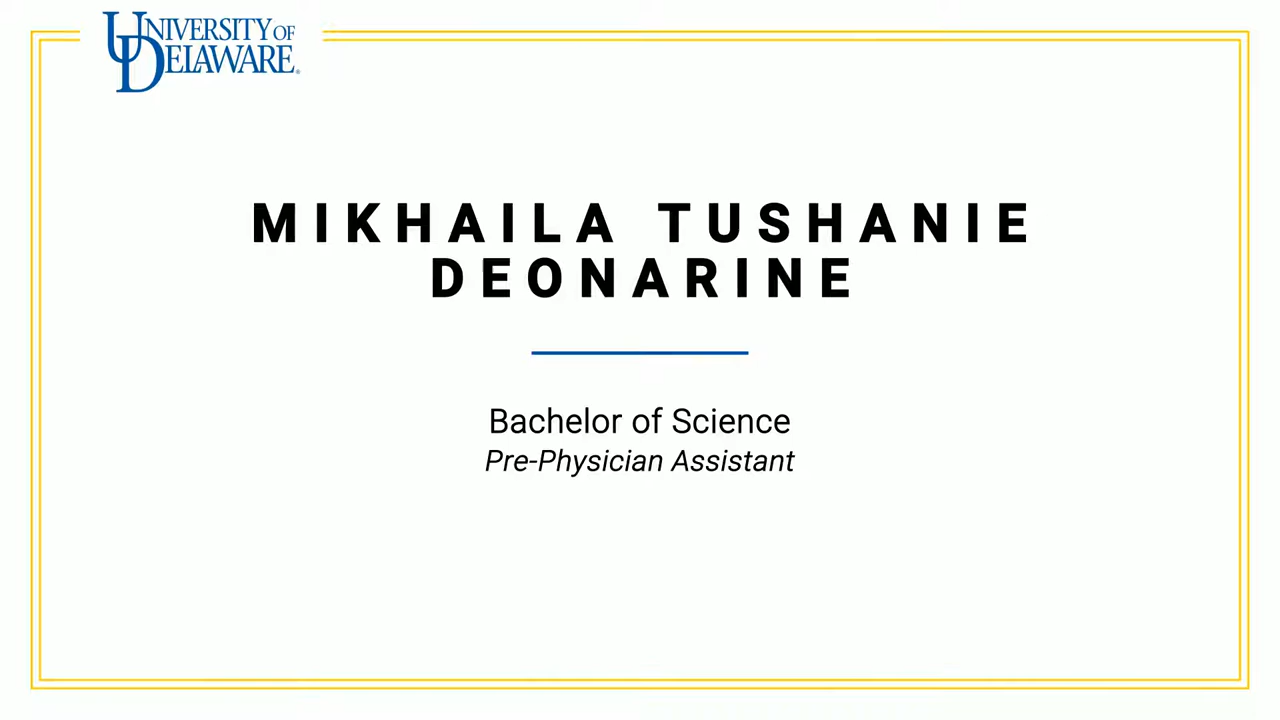 UNIVERSITY OF
DELAWARE
MIKHAILA TUSHANIE
DEONARINE
Bachelor of Science
Pre-Physician Assistant